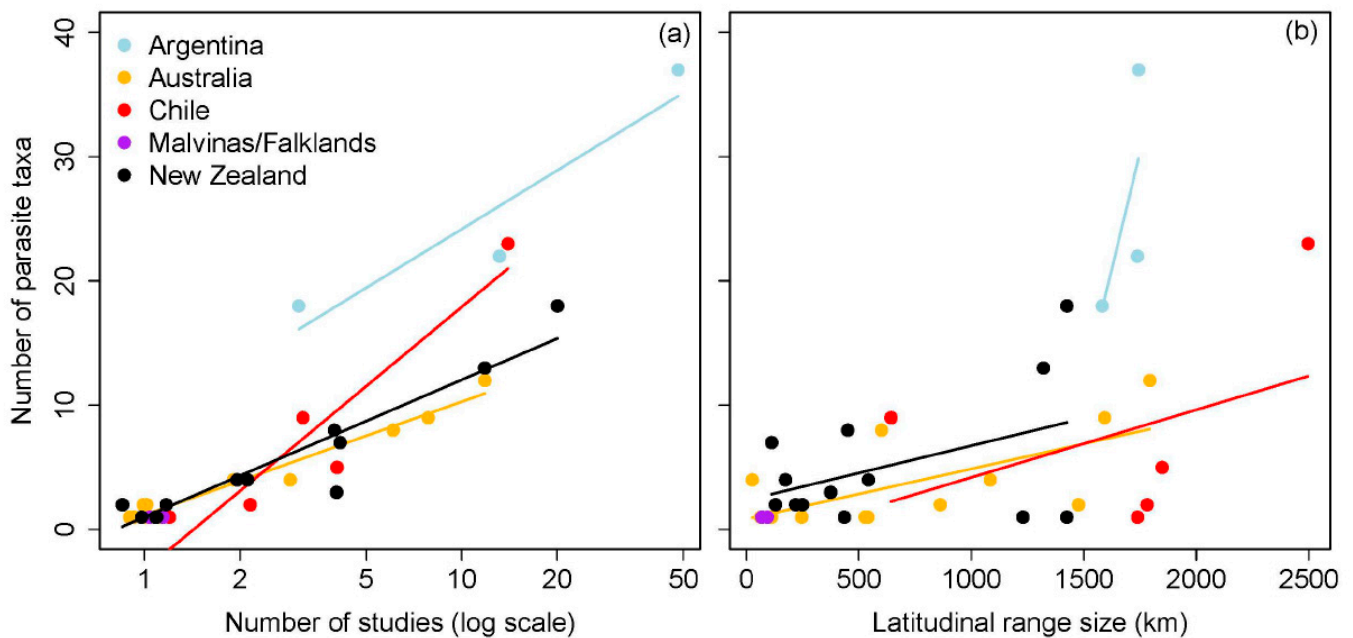 (a)
Argentina
Australia
Chile
Malvinas/Falklands
New Zealand
Number of parasite taxa
40
30
20
10
0
1 2 5 10 20 50
Number of studies (log scale)
(b)
0 500 1000 1500 2000 2500
Latitudinal range size (km)